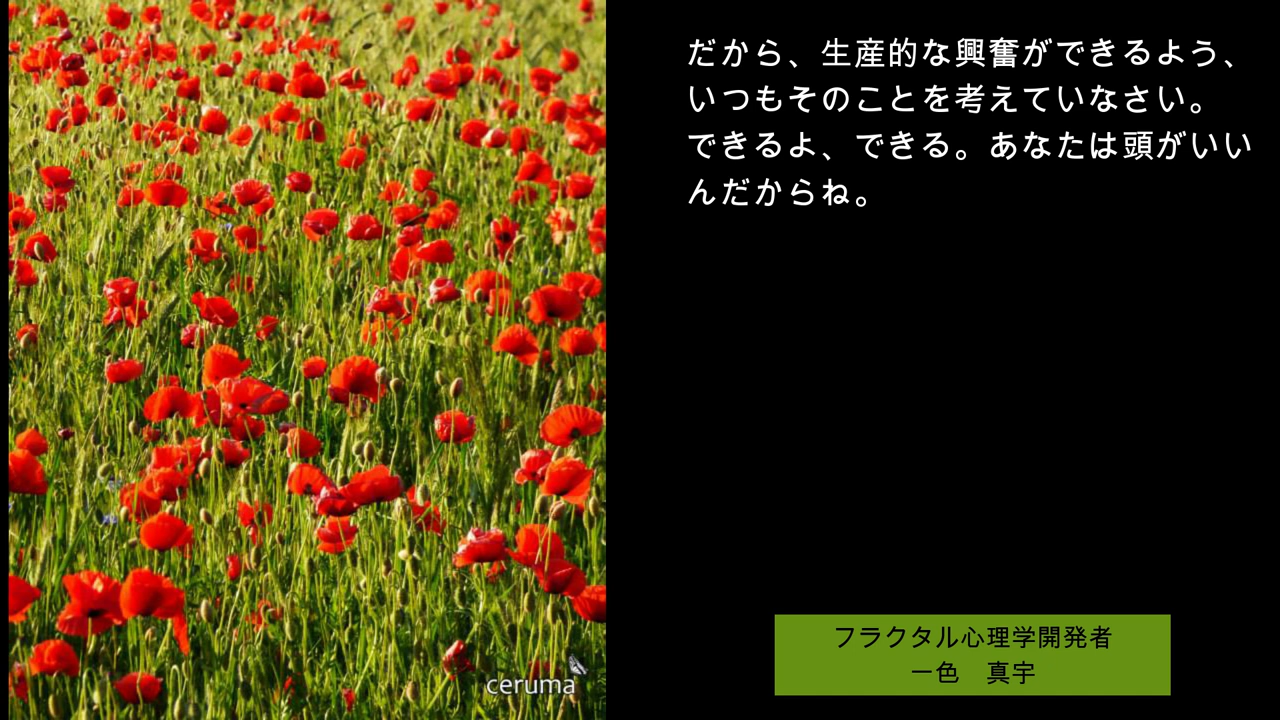 だから、生産的な興奮ができるよう、
いつもそのことを考えていなさい。
できるよ、できる。あなたは頭がいい
んだからね。
フラクタル心理学開発者
一色　真宇
ceruma